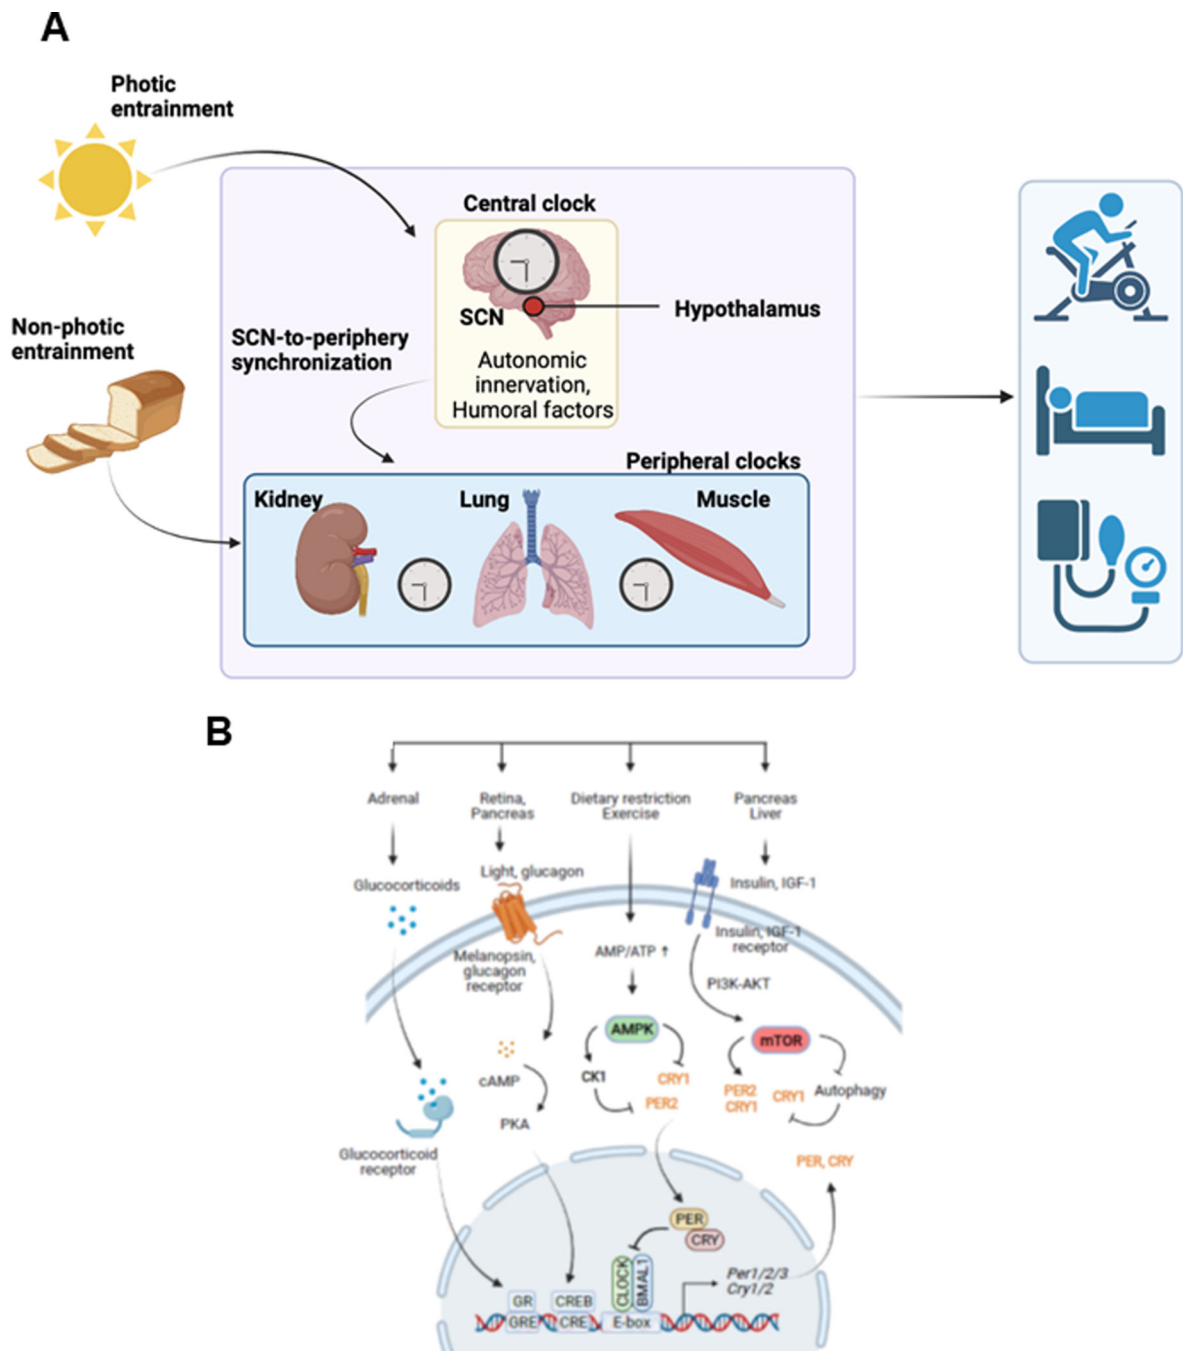 A
Photic
entrainment
Central clock
SCN
Hypothalamus
Autonomic
innervation,
Humoral factors
Non-photic
entrainment
SCN-to-periphery
synchronization
Peripheral clocks
Kidney
Lung
Muscle
B
Adrenal
Retina,
Pancreas
Dietary restriction
Exercise
Pancreas
Liver
Glucocorticoids
Light, glucagon
Insulin, IGF-1
Melanopsin,
glucagon
receptor
AMP/ATP ↑
Insulin, IGF-1
receptor
PI3K-AKT
AMPK
mTOR
cAMP
PKA
CK1
CRY1
PER2
PER2
CRY1
CRY1
Autophagy
Glucocorticoid
receptor
PER, CRY
PER
CRY
CLOCK
BMAL1
Per1/2/3
Cry1/2
GR
CREB
GRE
CRE
E-box